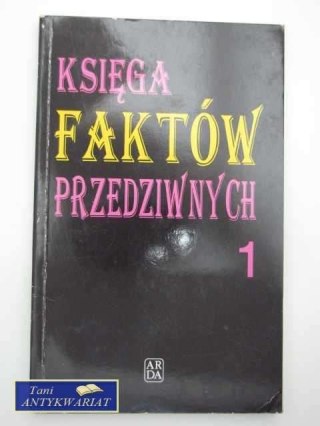 KSIĘGA
FAKTÓW
PRZEDZIWNYCH
1
AR
DA
Tani
ANTYKWARIAT